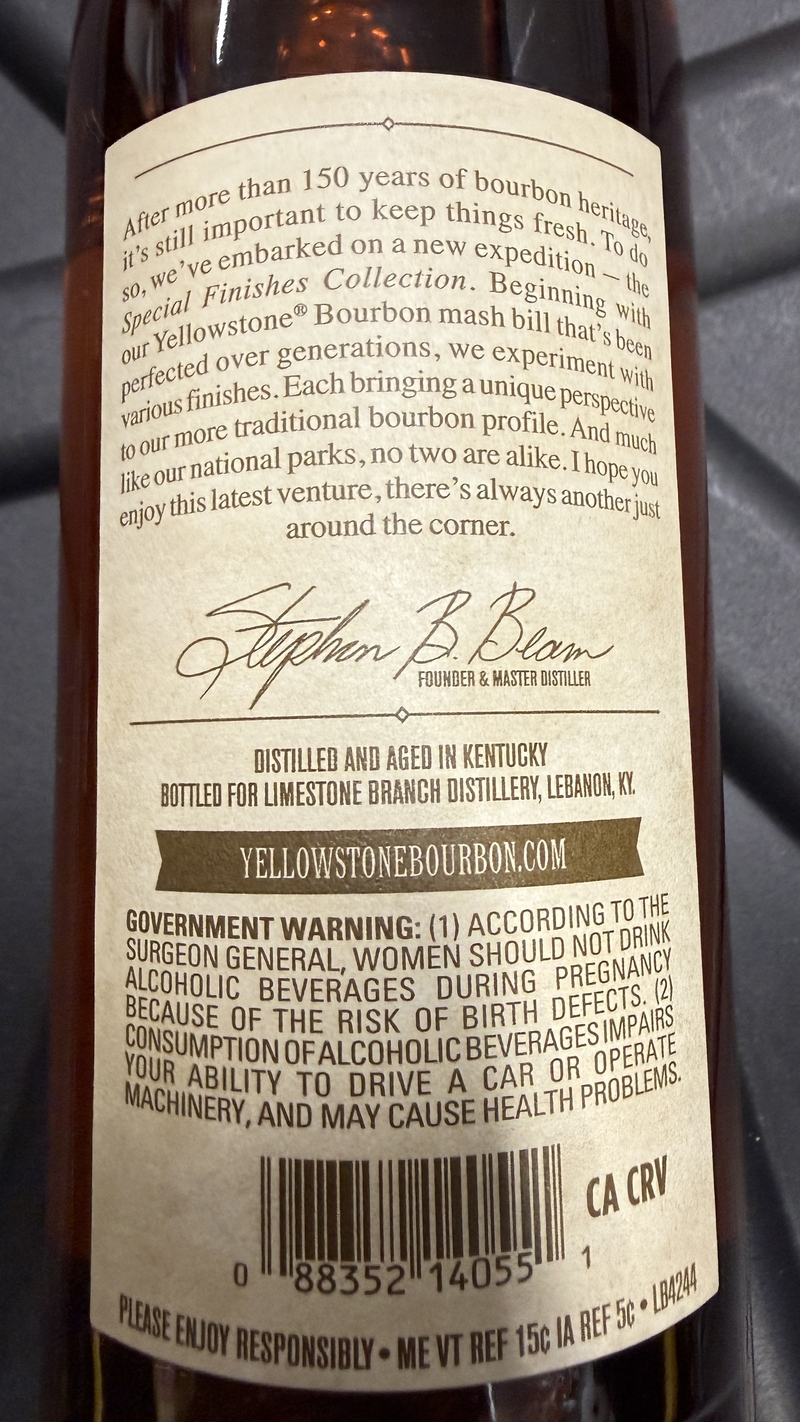 After more than 150 years of bourbon heritage,
it's still important to keep things fresh. To do
so, we've embarked on a new expedition — the
Special Finishes Collection. Beginning with
our Yellowstone® Bourbon mash bill that's been
perfected over generations, we experiment with
various finishes. Each bringing a unique perspective
to our more traditional bourbon profile. And much
like our national parks, no two are alike. I hope you
enjoy this latest venture, there's always another just
around the corner.
Stephen B. Beam
FOUNDER & MASTER DISTILLER
DISTILLED AND AGED IN KENTUCKY
BOTTLED FOR LIMESTONE BRANCH DISTILLERY, LEBANON, KY.
YELLOWSTONEBOURBON.COM
GOVERNMENT WARNING: (1) ACCORDING TO THE
SURGEON GENERAL, WOMEN SHOULD NOT DRINK
ALCOHOLIC BEVERAGES DURING PREGNANCY
BECAUSE OF THE RISK OF BIRTH DEFECTS. (2)
CONSUMPTION OF ALCOHOLIC BEVERAGES IMPAIRS
YOUR ABILITY TO DRIVE A CAR OR OPERATE
MACHINERY, AND MAY CAUSE HEALTH PROBLEMS.
CA CRV
0 88352 14055 1
PLEASE ENJOY RESPONSIBLY • ME VT REF 15¢ IA REF 5¢ • LB4244